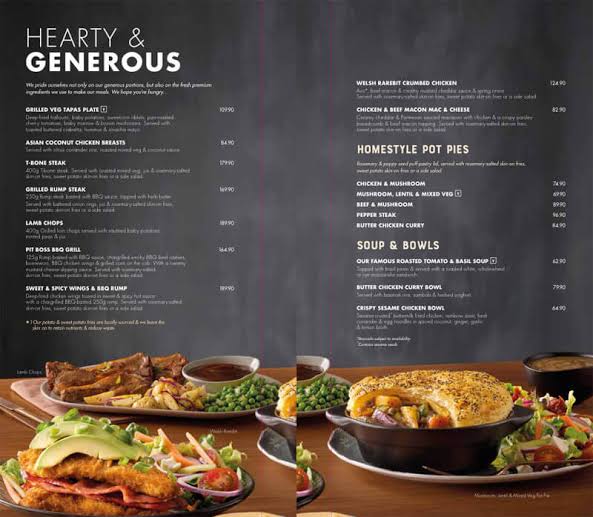 HEARTY &
GENEROUS
We pride ourselves not only on our generous portions, but also on the fresh premium
ingredients we use to make our meals. We hope you're hungry...
GRILLED VEG TAPAS PLATE V 109.90
Deep-fried halloumi, baby potatoes, sweetcorn riblets, pan-roasted
cherry tomatoes, baby marrow & brown mushrooms. Served with
toasted buttered ciabatta, hummus & sriracha mayo.
ASIAN COCONUT CHICKEN BREASTS 84.90
Served with citrus coriander rice, roasted mixed veg & coconut sauce.
T-BONE STEAK 179.90
400g T-bone steak. Served with roasted mixed veg, jus & rosemary-salted
skin-on fries, sweet potato skin-on fries or a side salad.
GRILLED RUMP STEAK 169.90
250g Rump steak basted with BBQ sauce, topped with herb butter.
Served with battered onion rings, jus & rosemary-salted skin-on fries,
sweet potato skin-on fries or a side salad.
LAMB CHOPS 189.90
400g Grilled loin chops served with roasted baby potatoes,
minted peas & jus.
PIT BOSS BBQ GRILL 164.90
125g Rump basted with BBQ sauce, chargrilled smoky BBQ beef rashers,
boerewors, BBQ chicken wings & grilled corn on the cob. With a creamy
mustard cheese dipping sauce. Served with rosemary-salted
skin-on fries, sweet potato skin-on fries or a side salad.
SWEET & SPICY WINGS & BBQ RUMP 189.90
Deep-fried chicken wings tossed in sweet & spicy hot sauce
with a chargrilled BBQ-basted 250g rump. Served with rosemary-salted
skin-on fries, sweet potato skin-on fries or a side salad.
Our potato & sweet potato fries are locally sourced & we leave the
skin on to retain nutrients & reduce waste.
Lamb Chops
Welsh Rarebit
WELSH RAREBIT CRUMBED CHICKEN 124.90
Avo*, beef macon & creamy mustard cheddar sauce & spring onion.
Served with rosemary-salted skin-on fries, sweet potato skin-on fries or a side salad.
CHICKEN & BEEF MACON MAC & CHEESE 82.90
Creamy cheddar & Parmesan sauced macaroni with chicken & a crispy parsley
breadcrumb & beef macon topping. Served with rosemary-salted skin-on fries,
sweet potato skin-on fries or a side salad.
HOMESTYLE POT PIES
Rosemary & poppy seed puff-pastry lid, served with rosemary-salted skin-on fries,
sweet potato skin-on fries or a side salad.
CHICKEN & MUSHROOM 74.90
MUSHROOM, LENTIL & MIXED VEG V 69.90
BEEF & MUSHROOM 89.90
PEPPER STEAK 96.90
BUTTER CHICKEN CURRY 84.90
SOUP & BOWLS
OUR FAMOUS ROASTED TOMATO & BASIL SOUP V 62.90
Topped with basil pesto & served with a toasted white, wholewheat
or rye mozzarella sandwich.
BUTTER CHICKEN CURRY BOWL 79.90
Served with basmati rice, sambals & herbed yoghurt.
CRISPY SESAME CHICKEN BOWL 64.90
Sesame-crusted* buttermilk fried chicken, rainbow slaw, fresh
coriander & egg noodles in spiced coconut, ginger, garlic
& lemon broth.
*Avocado subject to availability.
*Contains sesame seeds.
Mushroom, Lentil & Mixed Veg Pot Pie